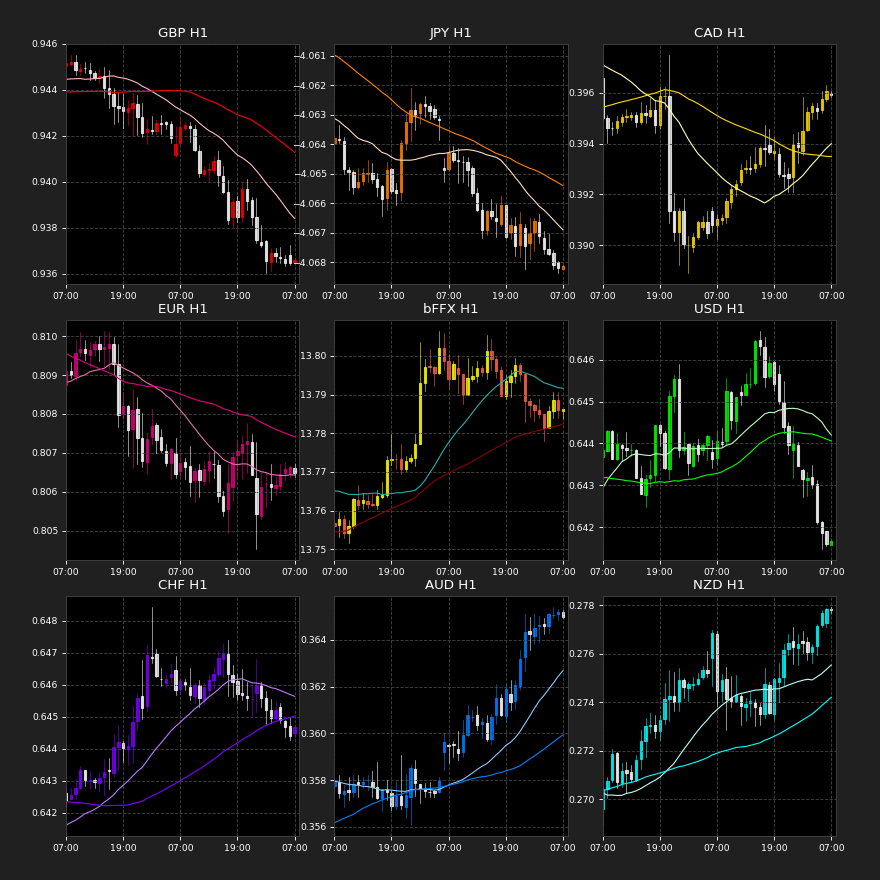 GBP H1
0.946
0.944
0.942
0.940
0.938
0.936
07:00 19:00 07:00 19:00 07:00
JPY H1
4.061
4.062
4.063
4.064
4.065
4.066
4.067
4.068
07:00 19:00 07:00 19:00 07:00
CAD H1
0.396
0.394
0.392
0.390
07:00 19:00 07:00 19:00 07:00
EUR H1
0.810
0.809
0.808
0.807
0.806
0.805
07:00 19:00 07:00 19:00 07:00
bFFX H1
13.80
13.79
13.78
13.77
13.76
13.75
07:00 19:00 07:00 19:00 07:00
USD H1
0.646
0.645
0.644
0.643
0.642
07:00 19:00 07:00 19:00 07:00
CHF H1
0.648
0.647
0.646
0.645
0.644
0.643
0.642
07:00 19:00 07:00 19:00 07:00
AUD H1
0.364
0.362
0.360
0.358
0.356
07:00 19:00 07:00 19:00 07:00
NZD H1
0.278
0.276
0.274
0.272
0.270
07:00 19:00 07:00 19:00 07:00